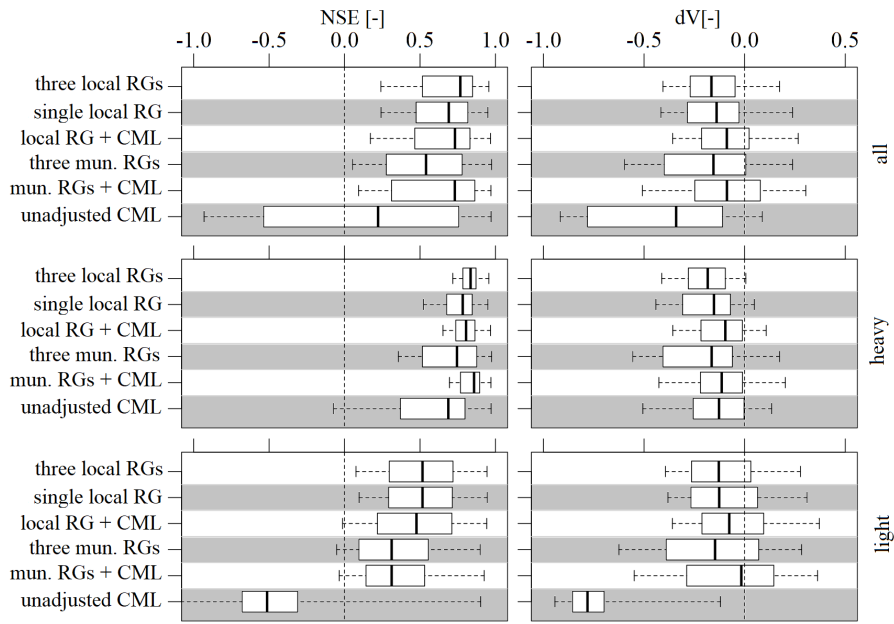 NSE [-]
dV[-]
-1.0 -0.5 0.0 0.5 1.0
-1.0 -0.5 0.0 0.5
three local RGs
single local RG
local RG + CML
three mun. RGs
mun. RGs + CML
unadjusted CML
all
three local RGs
single local RG
local RG + CML
three mun. RGs
mun. RGs + CML
unadjusted CML
heavy
three local RGs
single local RG
local RG + CML
three mun. RGs
mun. RGs + CML
unadjusted CML
light